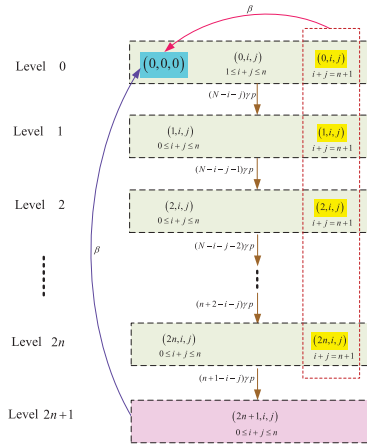 β
Level 0
(0,0,0)
(0,i,j)
1≤i+j≤n
(0,i,j)
i+j=n+1
(N−i−j)γp
Level 1
(1,i,j)
0≤i+j≤n
(1,i,j)
i+j=n+1
(N−i−j−1)γp
Level 2
(2,i,j)
0≤i+j≤n
(2,i,j)
i+j=n+1
(N−i−j−2)γp
β
(n+2−i−j)γp
Level 2n
(2n,i,j)
0≤i+j≤n
(2n,i,j)
i+j=n+1
(n+1−i−j)γp
Level 2n+1
(2n+1,i,j)
0≤i+j≤n